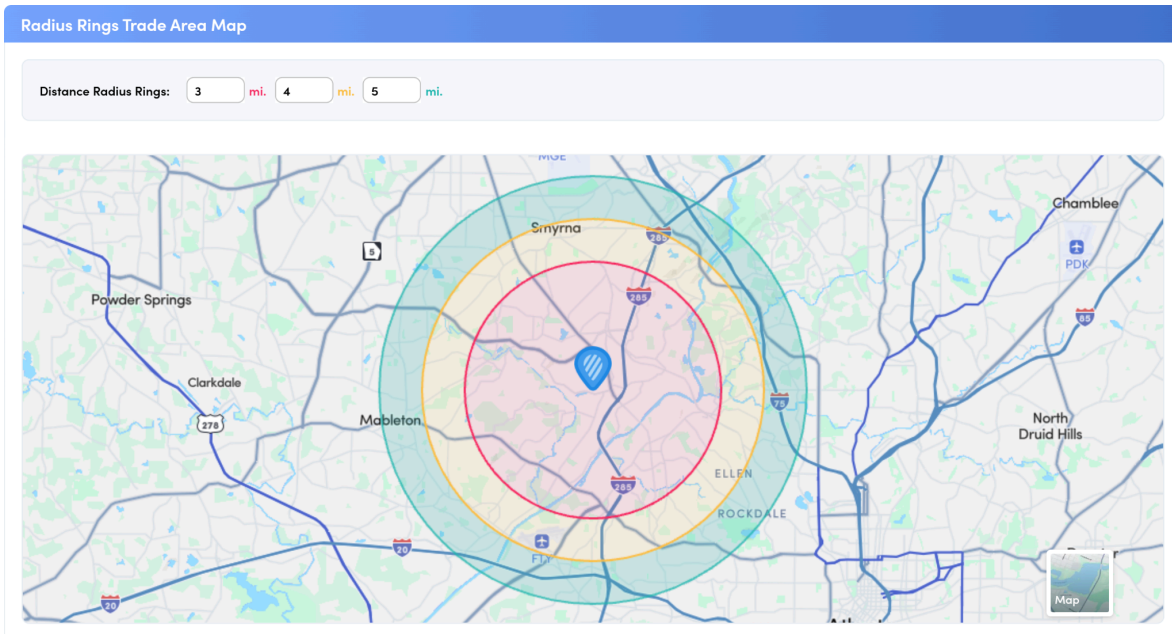 Radius Rings Trade Area Map
Distance Radius Rings: 3 mi. 4 mi. 5 mi.
MGE
Chamblee
Smyrna
285
5
PDK
Powder Springs
285
85
Clarkdale
75
278
Mableton
North
Druid Hills
ELLEN
285
ROCKDALE
20
FTY
20
Map